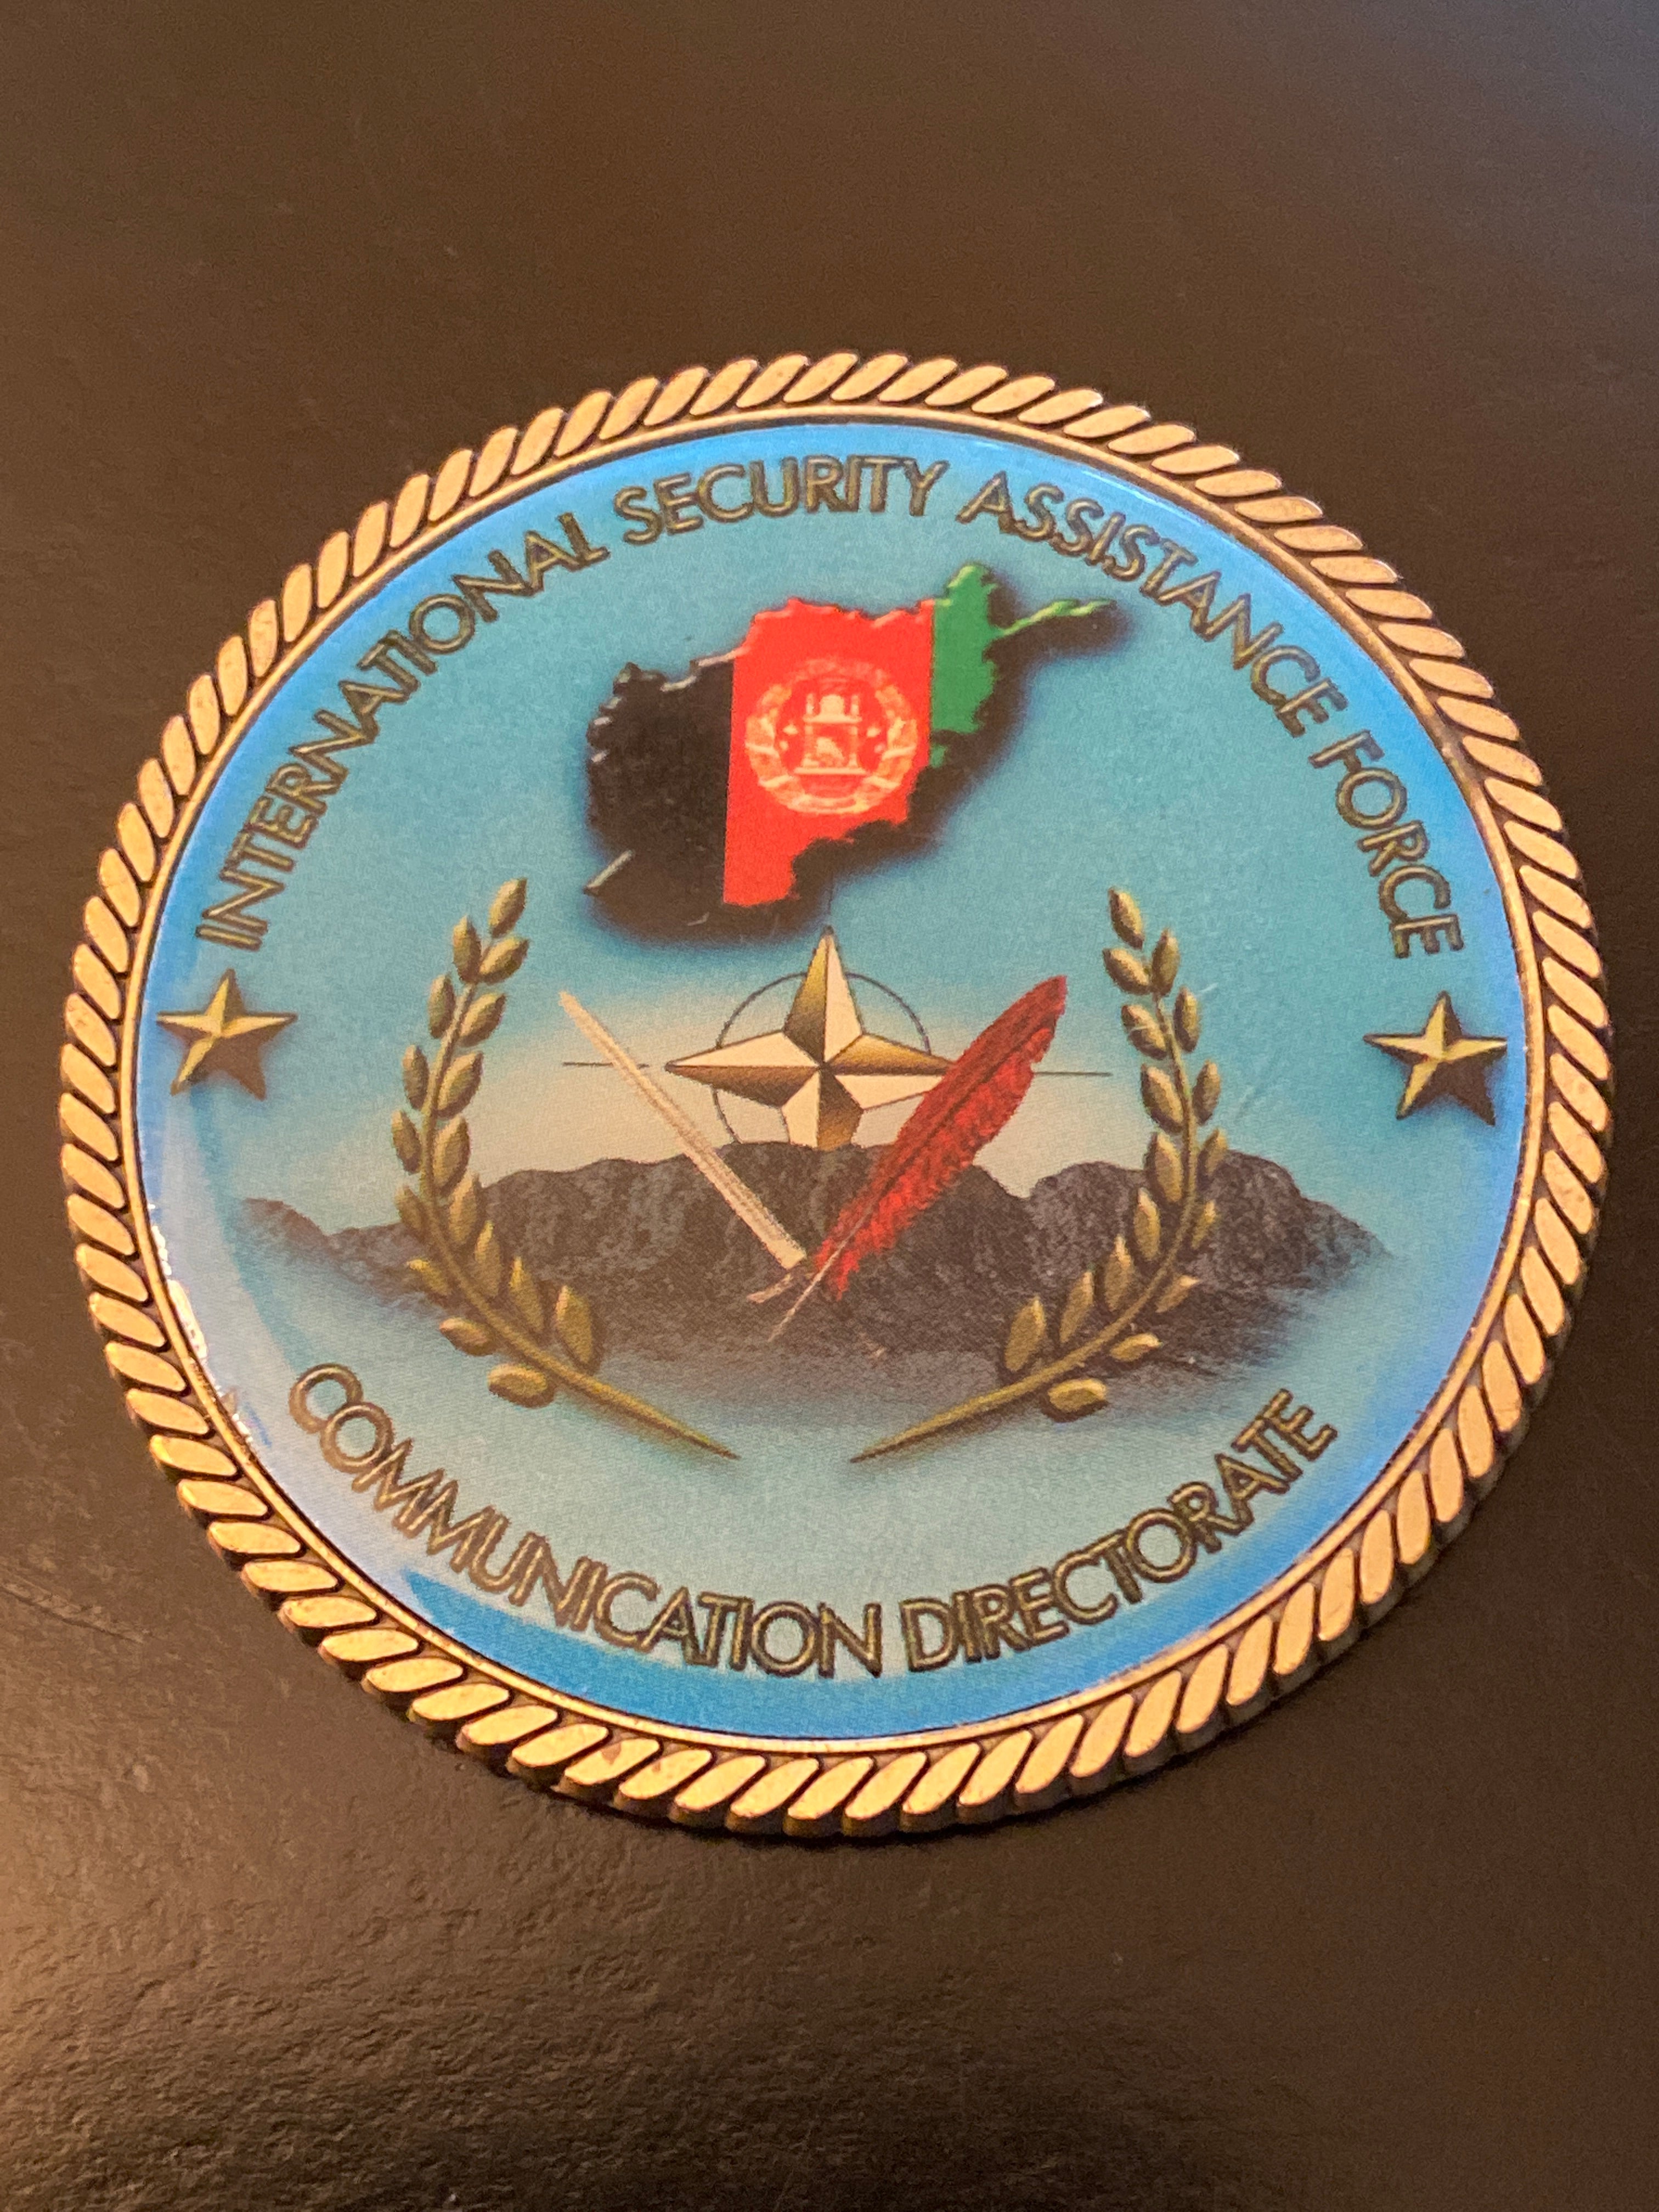 INTERNATIONAL SECURITY ASSISTANCE FORCE
COMMUNICATION DIRECTORATE